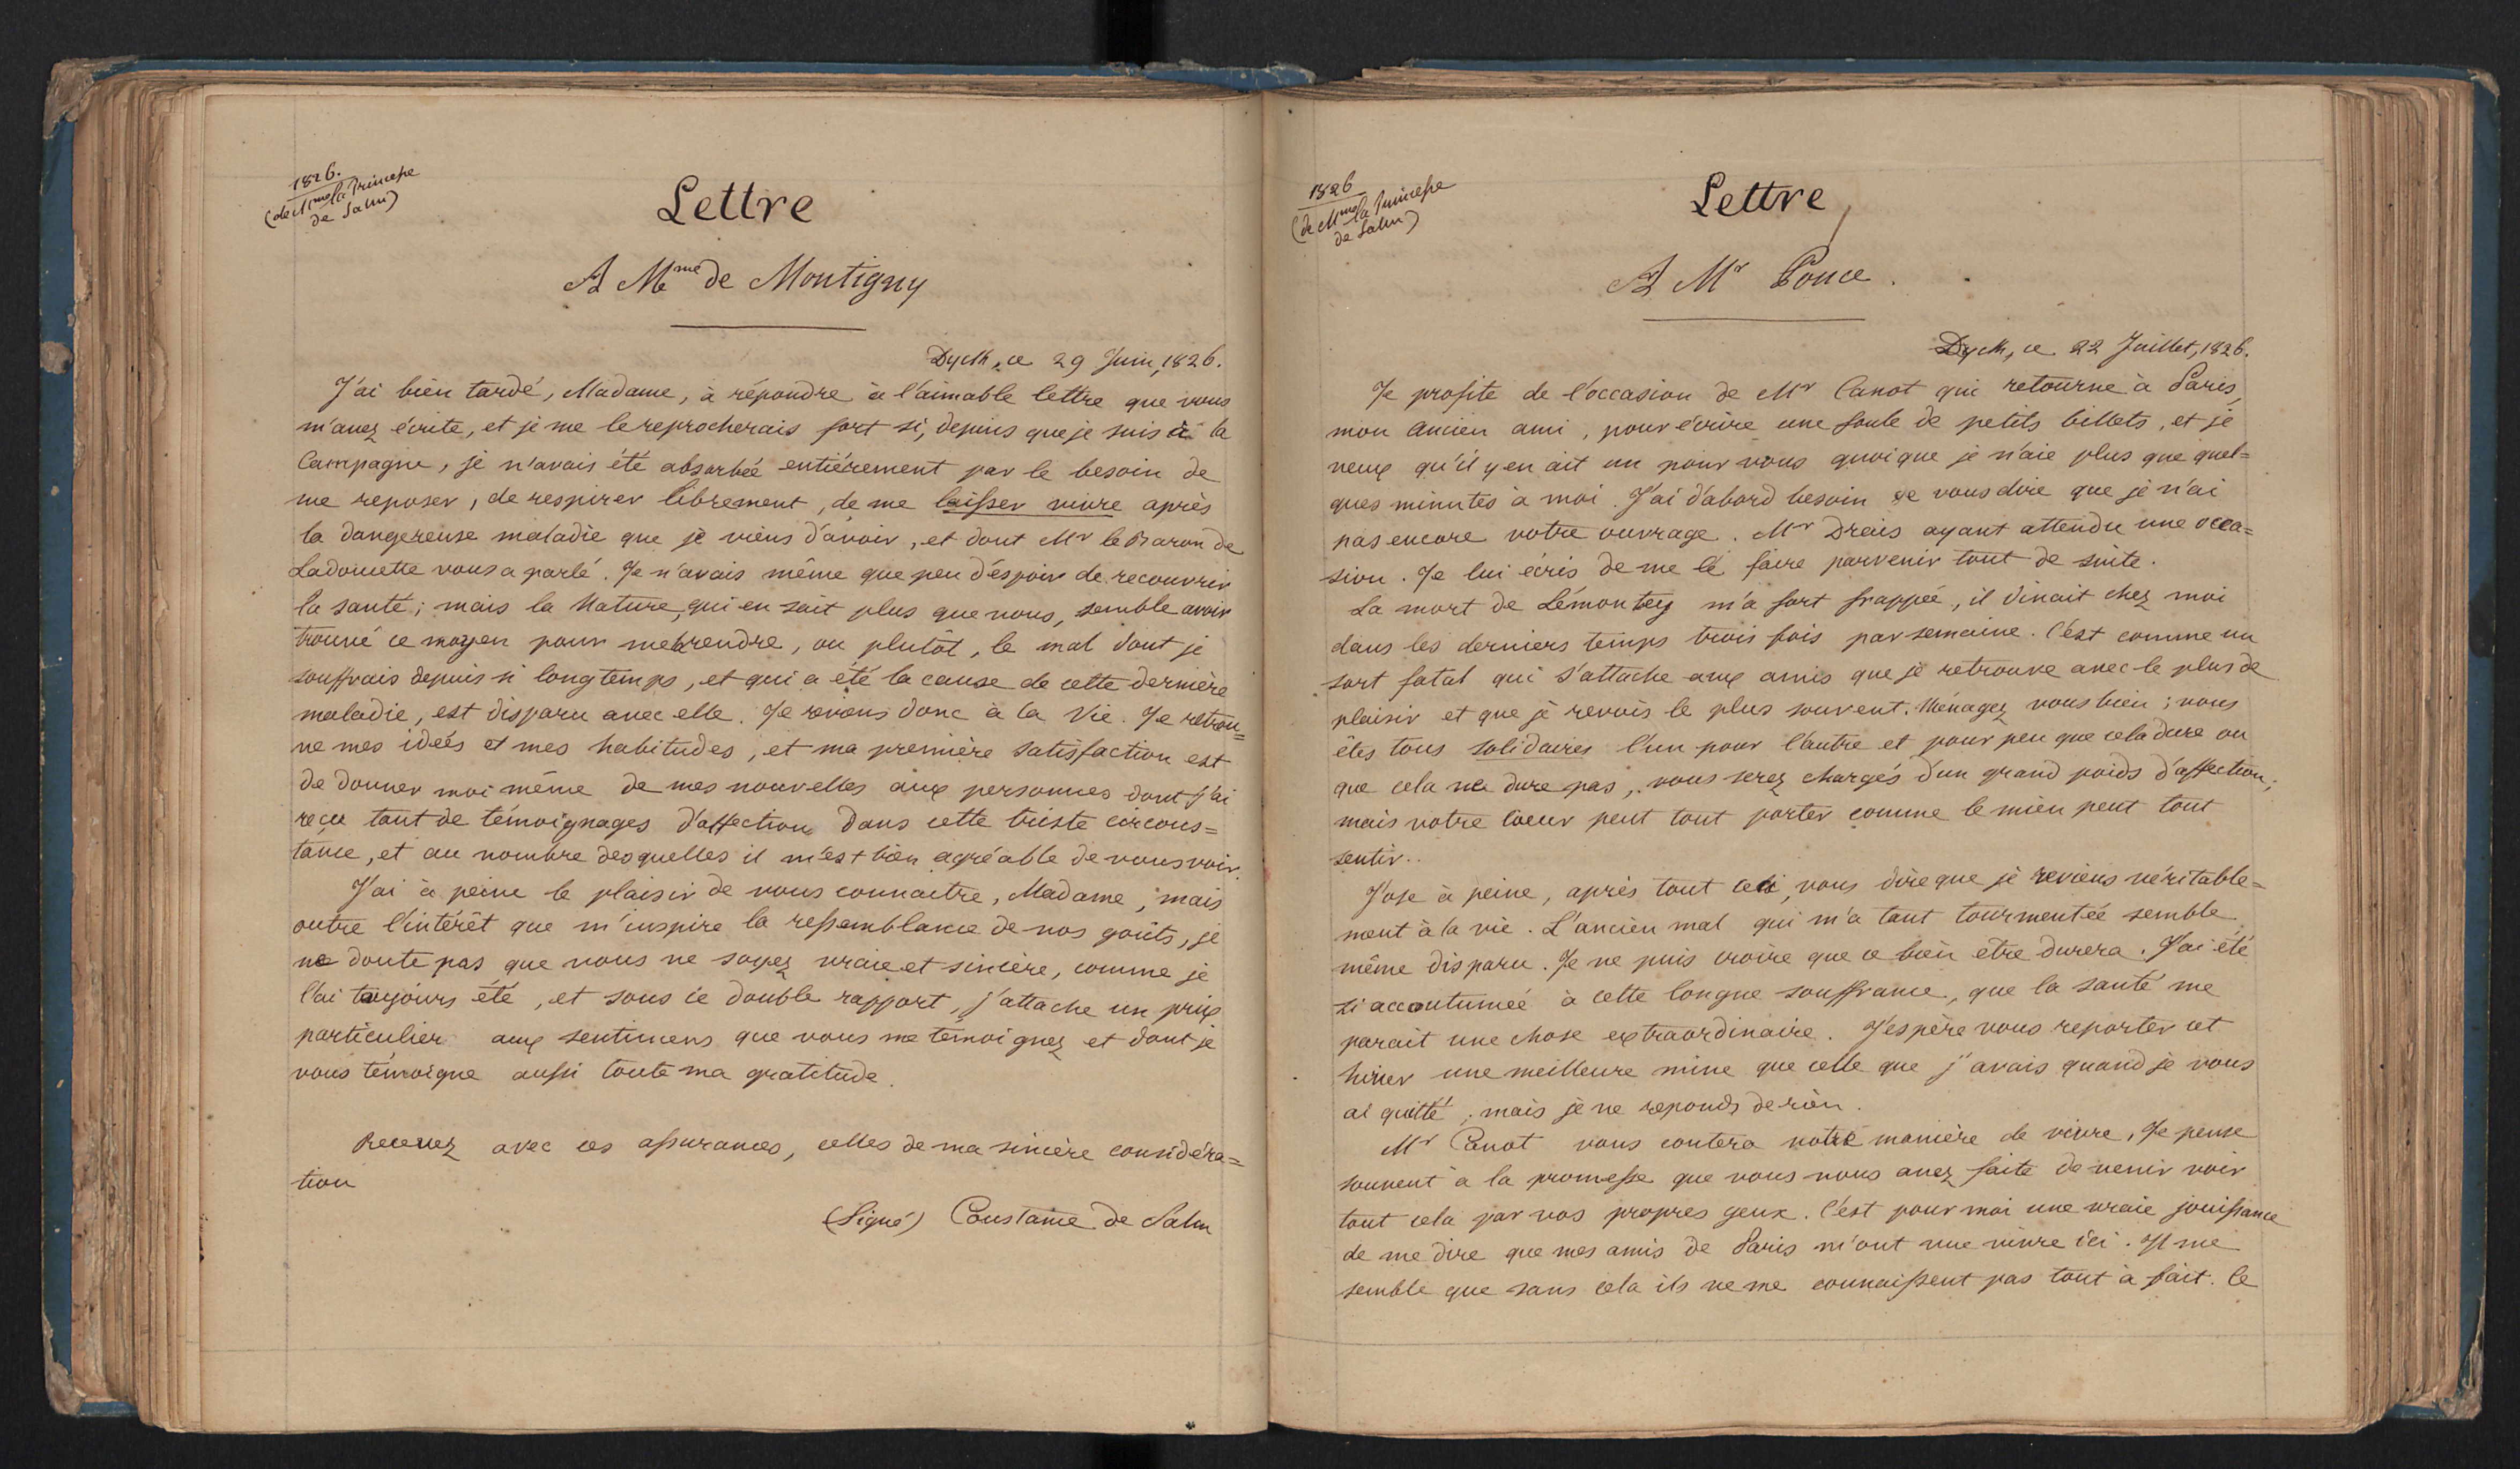 1826.
(de Mme la Princesse
de Salm)
Lettre
A Mme de Montigny
Dyck, ce 29 Juin, 1826.
J'ai bien tardé, Madame, à répondre à l'aimable lettre que vous
m'avez écrite, et je me le reprocherais fort si, depuis que je suis à la
Campagne, je n'avais été absorbée entiérement par le besoin de
me reposer, de respirer librement, de me laisser vivre après
la dangereuse maladie que je viens d'avoir, et dont Mr le Baron de
Ladoucette vous a parlé. Je n'avais même que peu d'espoir de recouvrir
la santé; mais la Nature, qui en sait plus que nous, semble avoir
trouvé ce moyen pour me la rendre, ou plutôt, le mal dont je
souffrais depuis si longtemps, et qui a été la cause de cette dernière
maladie, est disparu avec elle. Je reviens donc à la Vie. Je retrou=
ve mes idées et mes habitudes, et ma première satisfaction est
de donner moi même de mes nouvelles aux personnes dont j'ai
reçu tant de témoignages d'affection dans cette triste circons=
tance, et au nombre desquelles il m'est bien agréable de vous voir.
J'ai à peine le plaisir de vous connaitre, Madame, mais
outre l'intérêt que m'inspire la ressemblance de nos goûts, je
ne doute pas que vous ne soyez vraie et sincère, comme je
l'ai toujours été, et sous ce double rapport, j'attache un prix
particulier aux sentimens que vous me témoignez et dont je
vous témoigne aussi toute ma gratitude.
Recevez avec ces assurances, celles de ma sincère considéra=
tion
(Signé) Constance de Salm
1826
(de Mme la Princesse
de Salm)
Lettre
A Mr Ponce.
Dyck, ce 22 Juillet, 1826.
Je profite de l'occasion de Mr Canot qui retourne à Paris,
mon ancien ami, pour écrire une foule de petits billets, et je
veux qu'il y en ait un pour vous quoique je n'aie plus que quel=
ques minutes à moi. J'ai d'abord besoin de vous dire que je n'ai
pas encore votre ouvrage. Mr Drais ayant attendu une occa=
sion. Je lui écris de me le faire parvenir tout de suite.
La mort de Lémontey m'a fort frappée, il dinait chez moi
dans les derniers temps trois fois par semaine. C'est comme un
sort fatal qui s'attache aux amis que je retrouve avec le plus de
plaisir et que je revois le plus souvent. Ménagez vous bien; vous
êtes tous solidaires l'un pour l'autre et pour peu que cela dure ou
que cela ne dure pas, vous serez chargés d'un grand poids d'affection,
mais votre Coeur peut tout porter comme le mien peut tout
sentir..
J'ose à peine, après tout cela, vous dire que je reviens véritable=
ment à la vie. L'ancien mal qui m'a tant tourmentée semble
même disparu. Je ne puis croire que ce bien etre durera. J'ai été
si accoutumée à cette longue souffrance, que la santé me
parait une chose extraordinaire. J'espère vous reporter cet
hiver une meilleure mine que celle que j'avais quand je vous
ai quitté, mais je ne reponds de rien.
Mr Canot vous contera notre manière de vivre, Je pense
souvent à la promesse que vous nous avez faite de venir voir
tout cela par vos propres yeux. C'est pour moi une vraie jouissance
de me dire que mes amis de Paris m'ont vue vivre ici. Il me
semble que sans cela ils ne me connaissent pas tout à fait. Ce